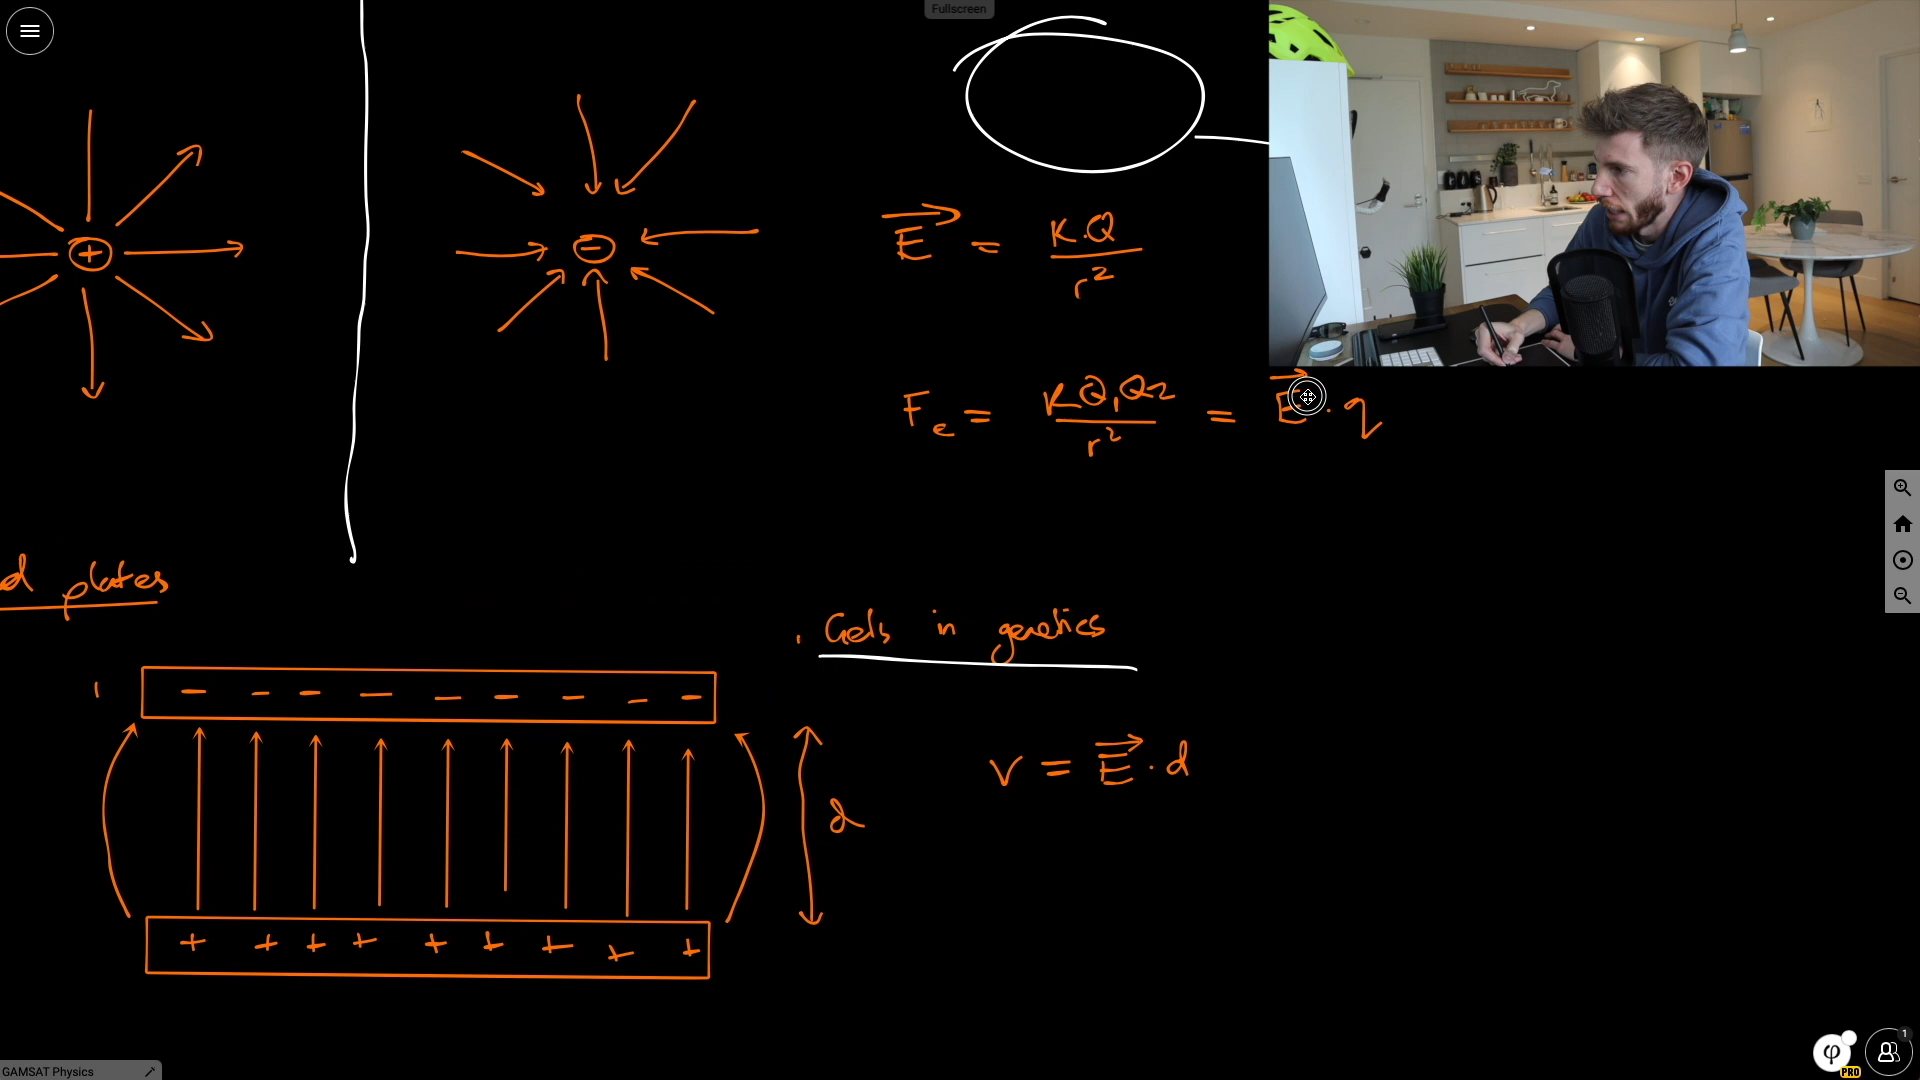 Fullscreen
E = K.Q / r²
Fe = KQ1Q2 / r² = E . q
d plates
. Gels in genetics
- - - - - - - - -
d
v = E . d
+ + + + + + + + +
GAMSAT Physics
1
φ
PRO